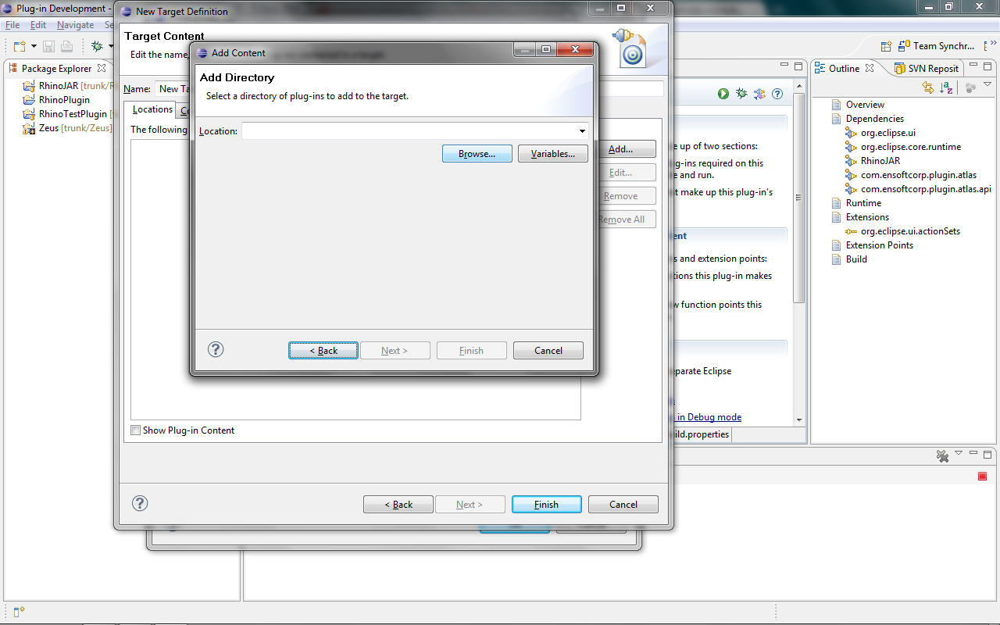 Plug-in Development -
New Target Definition
File Edit Navigate
Target Content
Edit the name,
Team Synchr...
Add Content
Package Explorer
Outline
SVN Reposit
Add Directory
Select a directory of plug-ins to add to the target.
RhinoJAR [trunk/
Name: New
RhinoPlugin
RhinoTestPlugin
Zeus [trunk/Zeus]
Locations
The following
Location:
Browse...
Variables...
Add...
Edit...
Remove
Remove All
e up of two sections:
g-ins required on this
e and run.
t make up this plug-in's
ent
s and extension points:
tions this plug-in makes
w function points this
eparate Eclipse
in Debug mode
ild.properties
Overview
Dependencies
org.eclipse.ui
org.eclipse.core.runtime
RhinoJAR
com.ensoftcorp.plugin.atlas
com.ensoftcorp.plugin.atlas.api
Runtime
Extensions
org.eclipse.ui.actionSets
Extension Points
Build
< Back
Next >
Finish
Cancel
Show Plug-in Content
< Back
Next >
Finish
Cancel